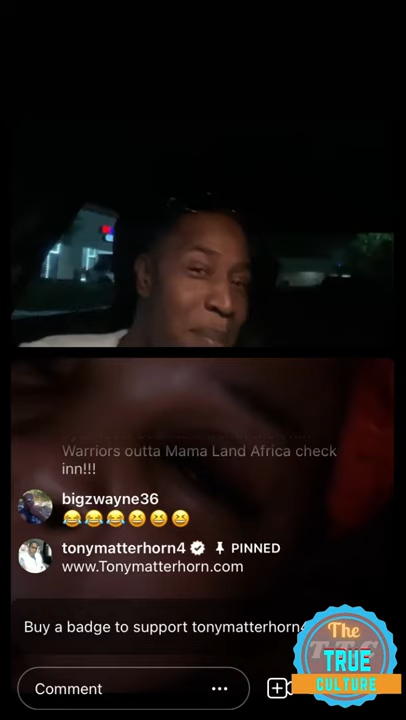 Warriors outta Mama Land Africa check
inn!!!
bigzwayne36
tonymatterhorn4 PINNED
www.Tonymatterhorn.com
Buy a badge to support tonymatterhorn4
Comment
The
TRUE
CULTURE